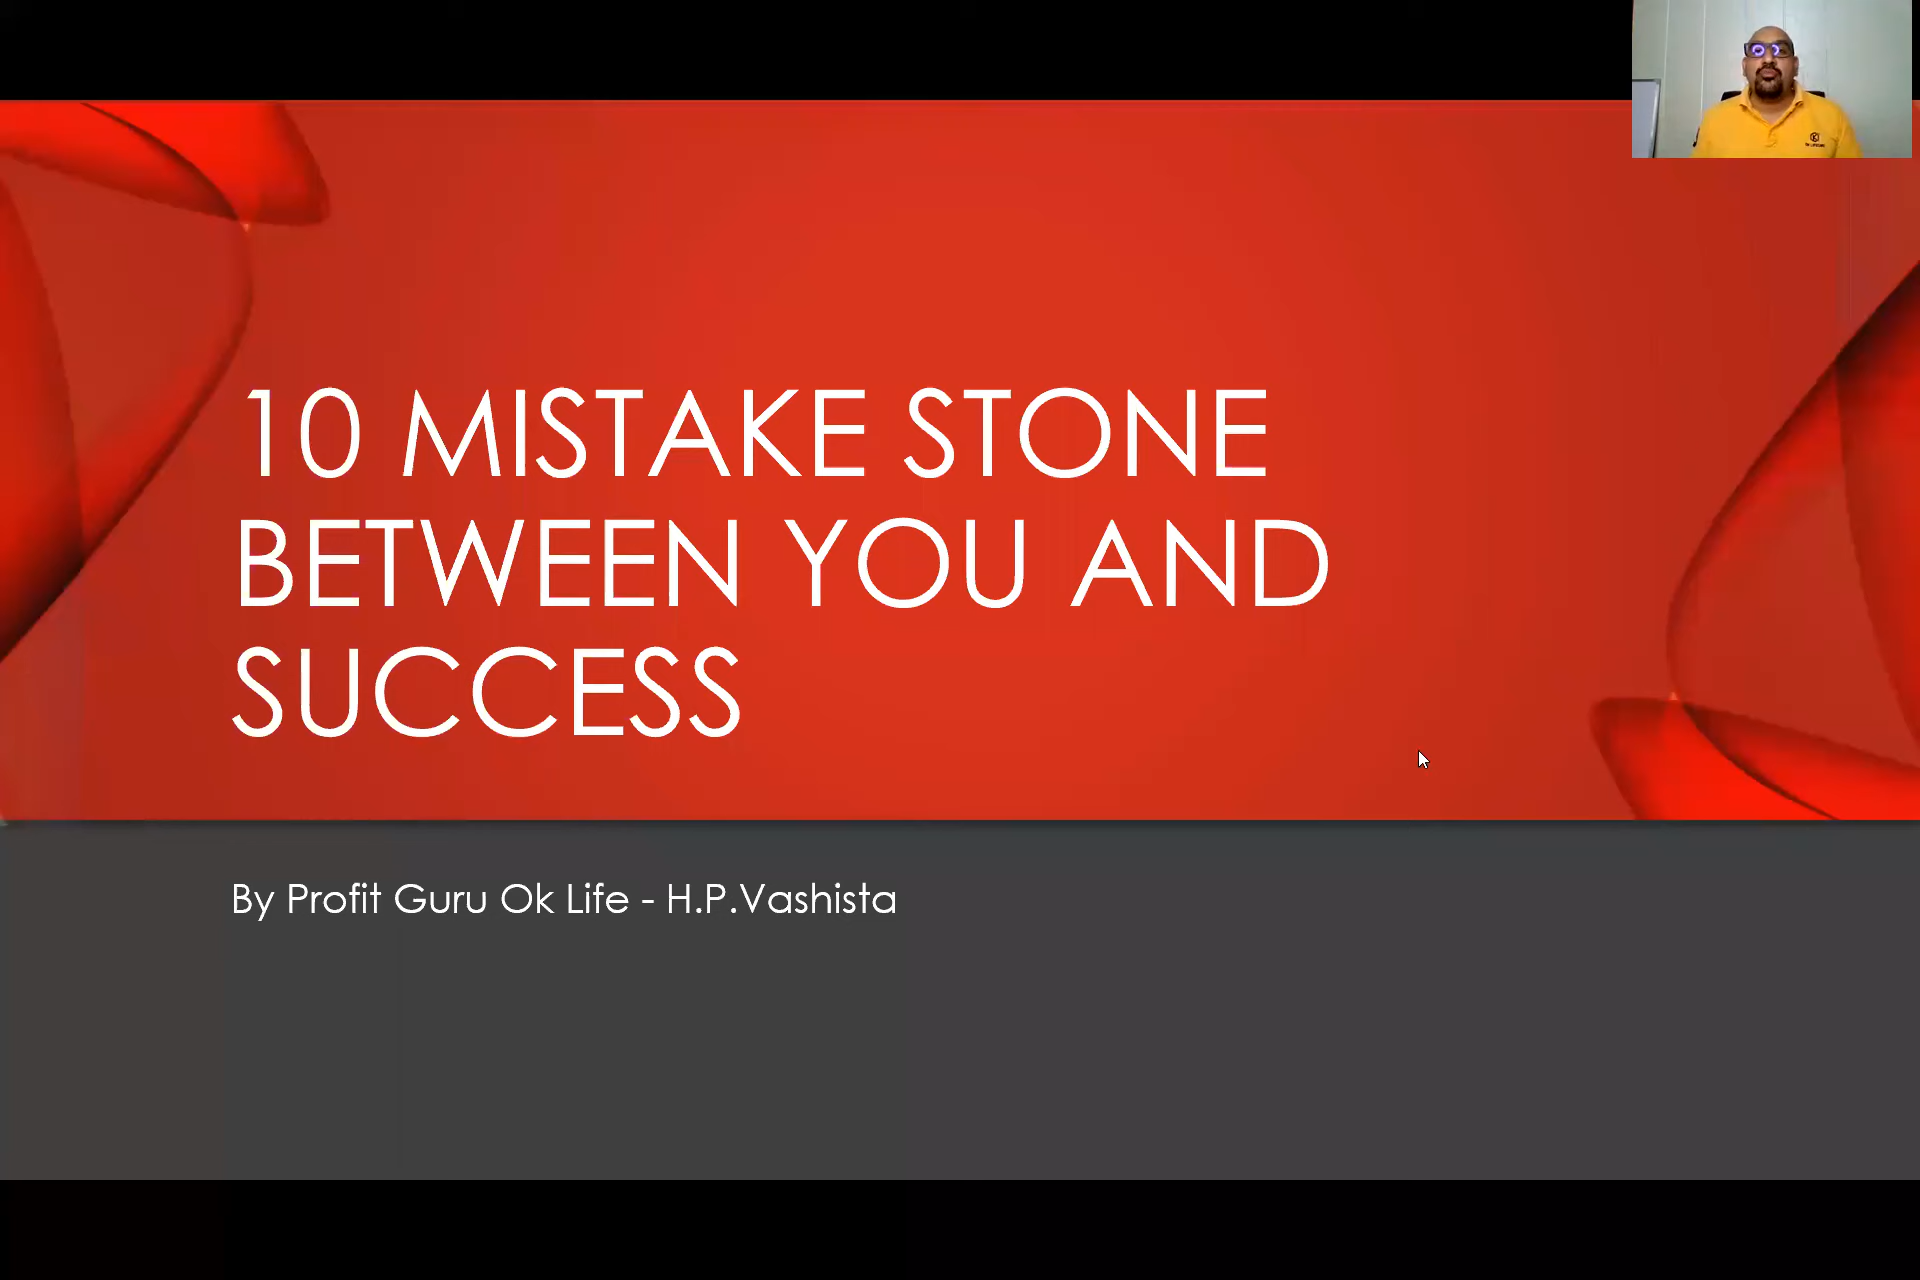 10 MISTAKE STONE
BETWEEN YOU AND
SUCCESS
By Profit Guru Ok Life - H.P.Vashista